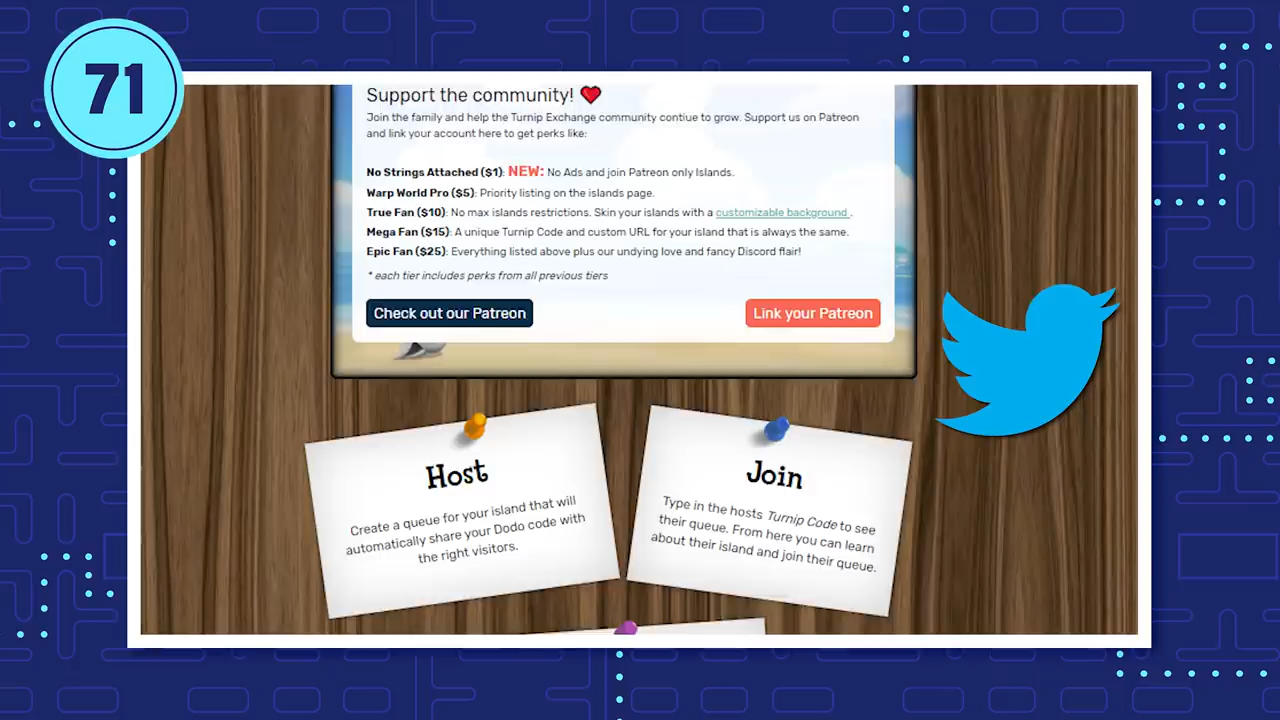 71
Support the community!
Join the family and help the Turnip Exchange community contiue to grow. Support us on Patreon
and link your account here to get perks like:
No Strings Attached ($1): NEW: No Ads and join Patreon only Islands.
Warp World Pro ($5): Priority listing on the islands page.
True Fan ($10): No max islands restrictions. Skin your islands with a customizable background .
Mega Fan ($15): A unique Turnip Code and custom URL for your island that is always the same.
Epic Fan ($25): Everything listed above plus our undying love and fancy Discord flair!
* each tier includes perks from all previous tiers
Check out our Patreon
Link your Patreon
Host
Create a queue for your island that will
automatically share your Dodo code with
the right visitors.
Join
Type in the hosts Turnip Code to see
their queue. From here you can learn
about their island and join their queue.